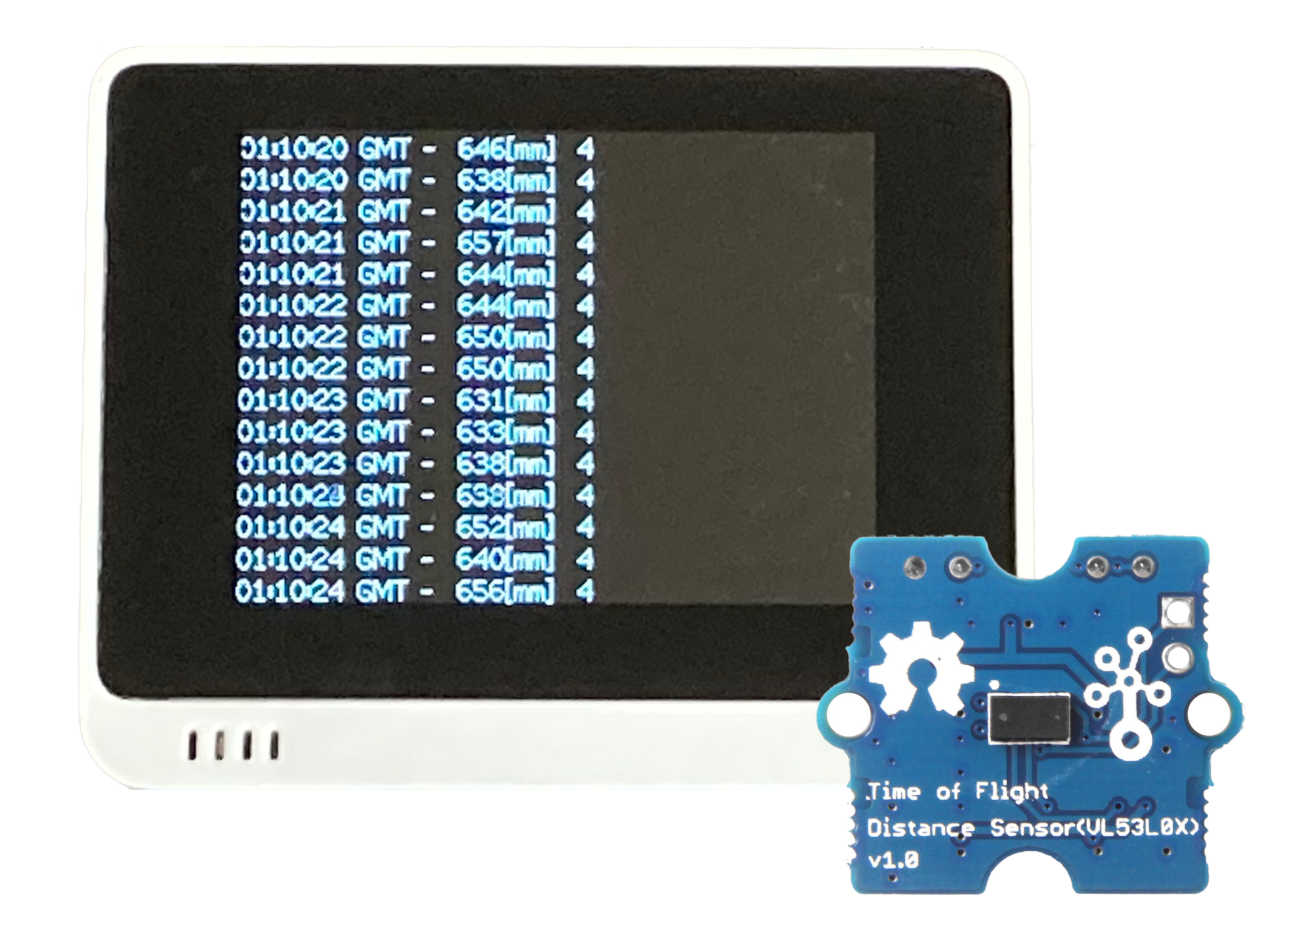 01:10:20 GMT - 646[mm] 4
01:10:20 GMT - 638[mm] 4
01:10:21 GMT - 642[mm] 4
01:10:21 GMT - 657[mm] 4
01:10:21 GMT - 644[mm] 4
01:10:22 GMT - 644[mm] 4
01:10:22 GMT - 650[mm] 4
01:10:22 GMT - 650[mm] 4
01:10:23 GMT - 631[mm] 4
01:10:23 GMT - 633[mm] 4
01:10:23 GMT - 638[mm] 4
GMT - 638[mm] 4
01:10:24 GMT - 652[mm] 4
01:10:24 GMT - 640[mm] 4
01:10:24 GMT - 656[mm] 4
Time of Flight
Distance Sensor(VL53L0X)
v1.0